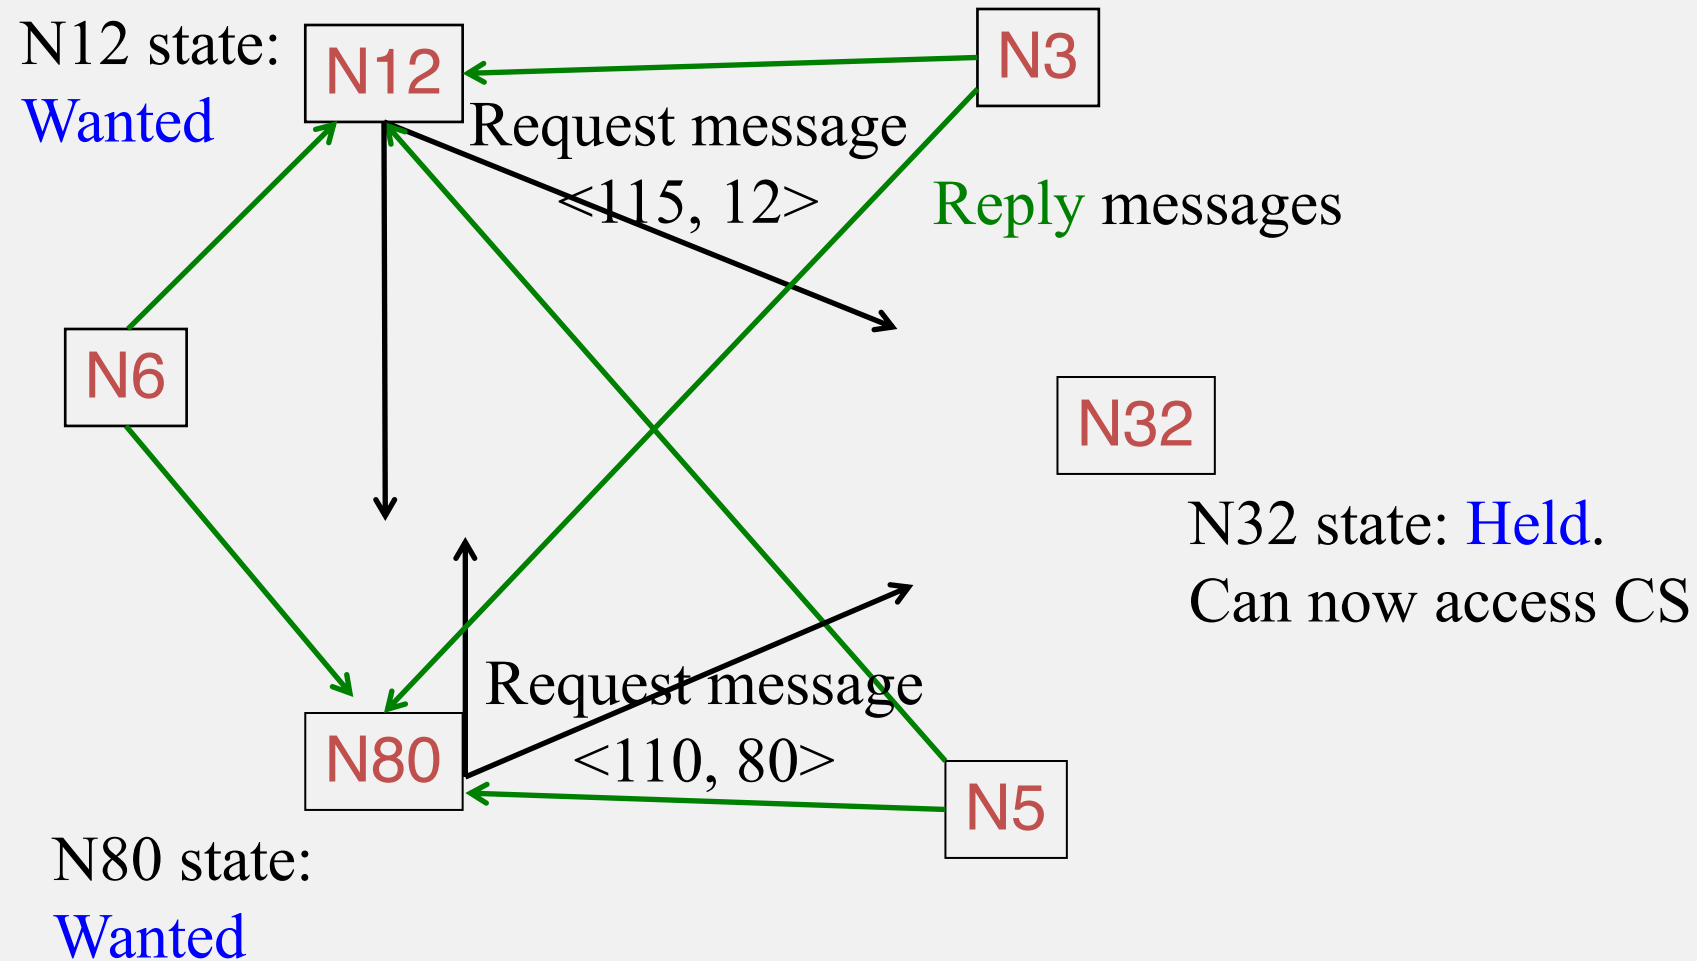 N12 state:
Wanted
N12
N3
Request message
<115, 12>
Reply messages
N6
N32
N32 state: Held.
Can now access CS
Request message
<110, 80>
N80
N5
N80 state:
Wanted